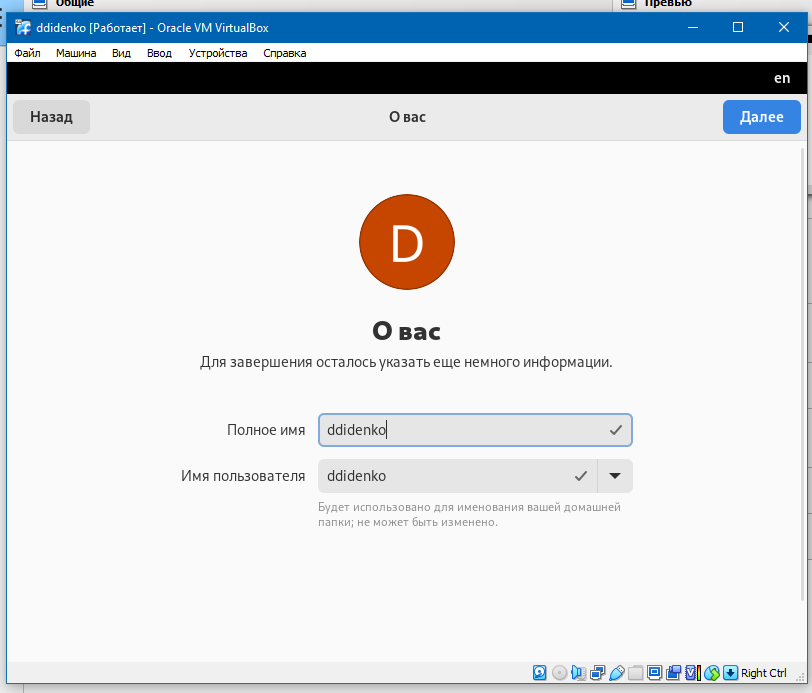 Общие
Превью
ddidenko [Работает] - Oracle VM VirtualBox
Файл Машина Вид Ввод Устройства Справка
en
Назад О вас Далее
D
О вас
Для завершения осталось указать еще немного информации.
Полное имя ddidenko
Имя пользователя ddidenko
Будет использовано для именования вашей домашней
папки; не может быть изменено.
Right Ctrl